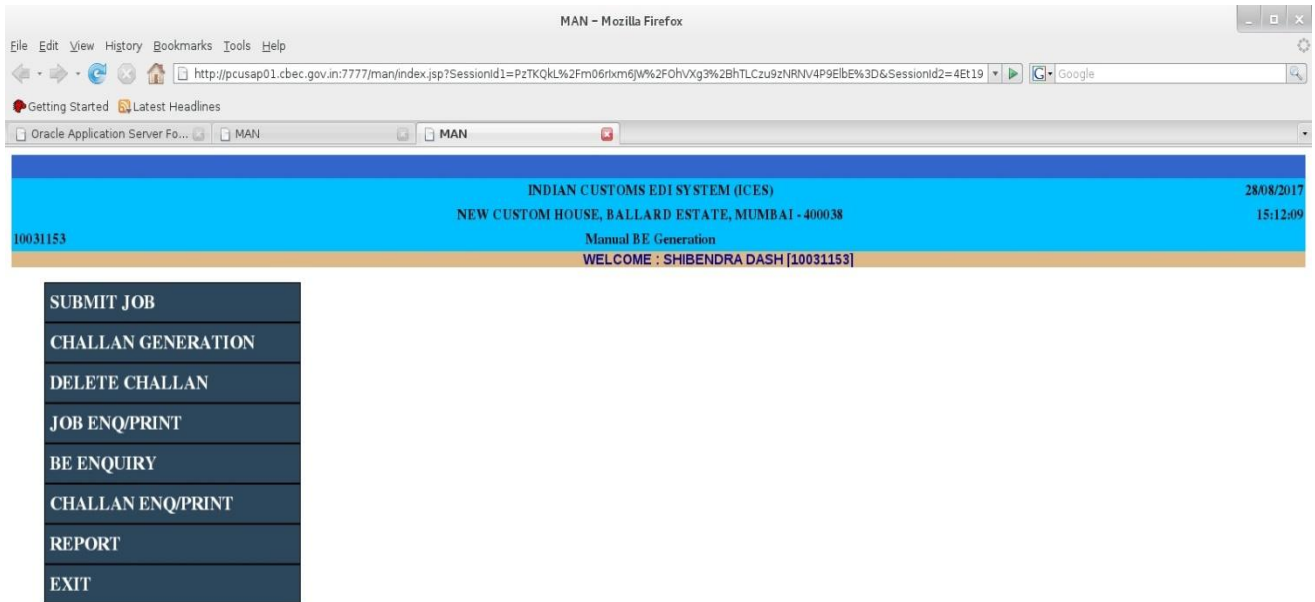 MAN - Mozilla Firefox
File Edit View History Bookmarks Tools Help
http://pcusap01.cbec.gov.in:7777/man/index.jsp?SessionId1=PzTKQkL%2Fm06rIxm6JW%2FOhVXg3%2BhTLCzu9zNRNV4P9ElbE%3D&SessionId2=4Et19 Google
Getting Started Latest Headlines
Oracle Application Server Fo... MAN MAN
INDIAN CUSTOMS EDI SYSTEM (ICES) 28/08/2017
NEW CUSTOM HOUSE, BALLARD ESTATE, MUMBAI - 400038 15:12:09
10031153 Manual BE Generation
WELCOME : SHIBENDRA DASH [10031153]
SUBMIT JOB
CHALLAN GENERATION
DELETE CHALLAN
JOB ENQ/PRINT
BE ENQUIRY
CHALLAN ENQ/PRINT
REPORT
EXIT